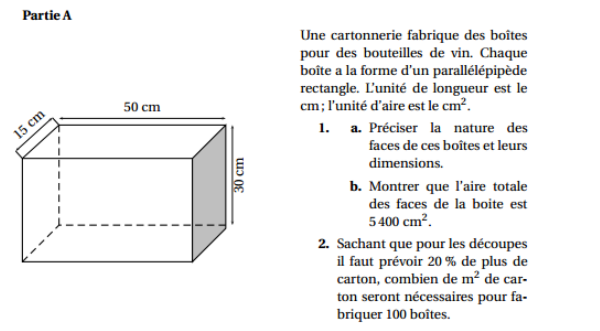 Partie A
15 cm
50 cm
30 cm
Une cartonnerie fabrique des boîtes
pour des bouteilles de vin. Chaque
boîte a la forme d'un parallélépipède
rectangle. L'unité de longueur est le
cm; l'unité d'aire est le cm².
1. a. Préciser la nature des
faces de ces boîtes et leurs
dimensions.
b. Montrer que l'aire totale
des faces de la boite est
5 400 cm².
2. Sachant que pour les découpes
il faut prévoir 20 % de plus de
carton, combien de m² de car-
ton seront nécessaires pour fa-
briquer 100 boîtes.